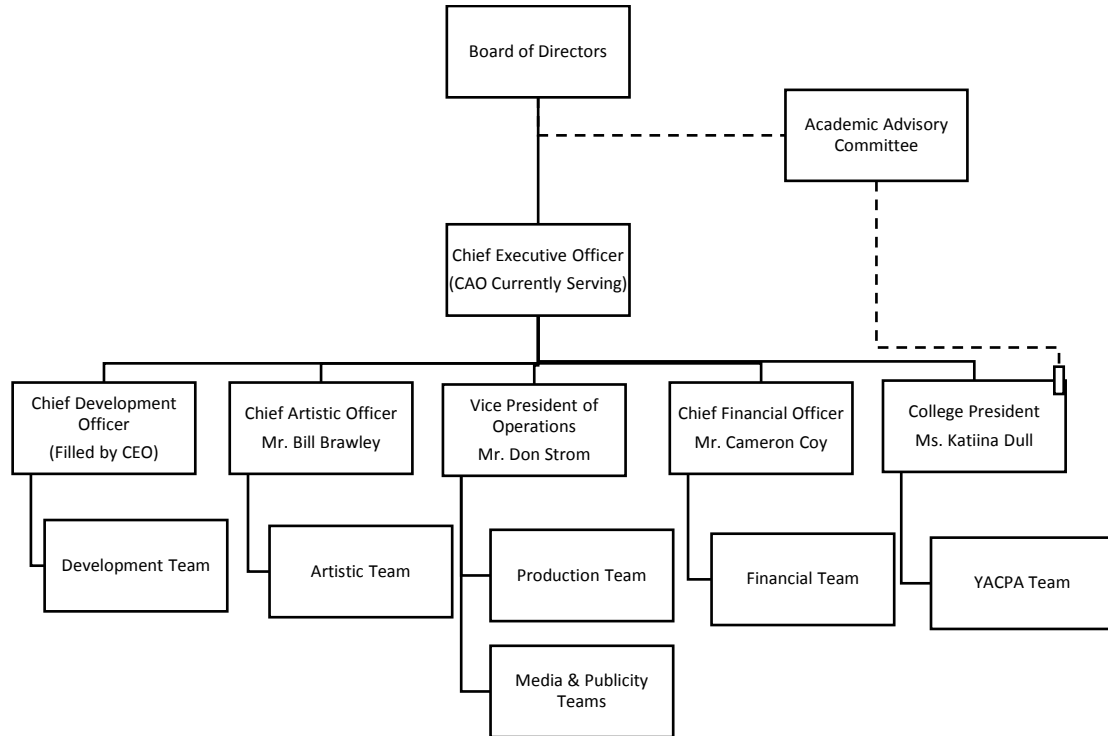 Board of Directors
Academic Advisory
Committee
Chief Executive Officer
(CAO Currently Serving)
Chief Development
Officer
(Filled by CEO)
Chief Artistic Officer
Mr. Bill Brawley
Vice President of
Operations
Mr. Don Strom
Chief Financial Officer
Mr. Cameron Coy
College President
Ms. Katiina Dull
Development Team
Artistic Team
Production Team
Financial Team
YACPA Team
Media & Publicity
Teams